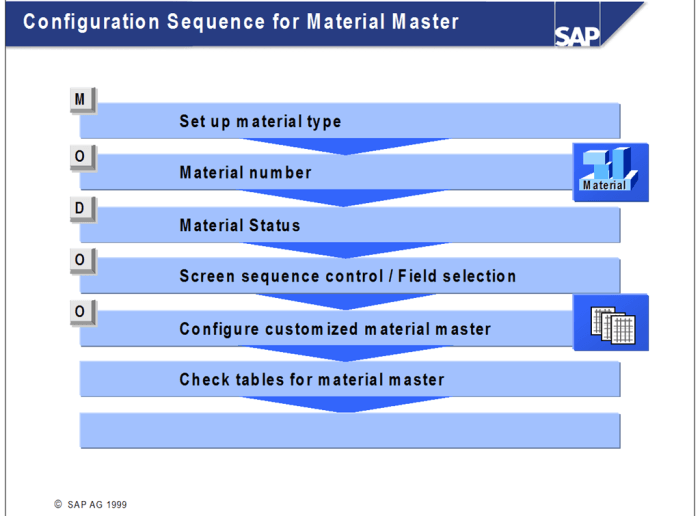 Configuration Sequence for Material Master
SAP
M
Set up material type
O
Material number
Material
D
Material Status
O
Screen sequence control / Field selection
O
Configure customized material master
Check tables for material master
© SAP AG 1999